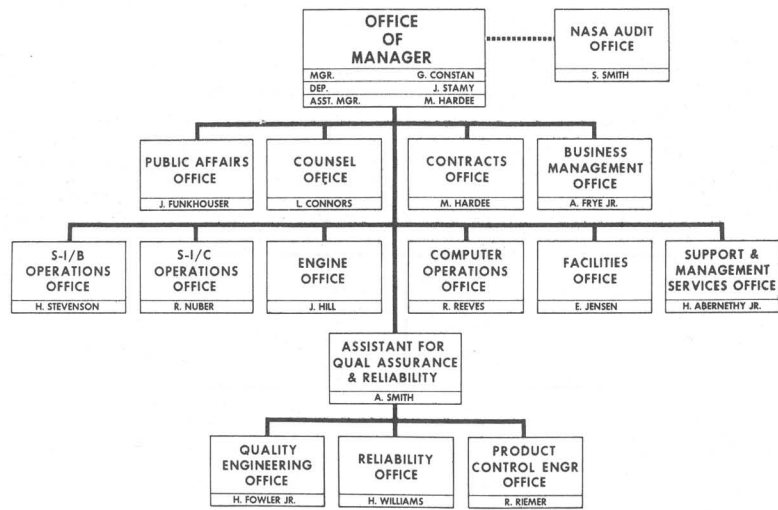 OFFICE
OF
MANAGER
MGR. G. CONSTAN
DEP. J. STAMY
ASST. MGR. M. HARDEE
NASA AUDIT
OFFICE
S. SMITH
PUBLIC AFFAIRS
OFFICE
J. FUNKHOUSER
COUNSEL
OFFICE
L. CONNORS
CONTRACTS
OFFICE
M. HARDEE
BUSINESS
MANAGEMENT
OFFICE
A. FRYE JR.
S-I/B
OPERATIONS
OFFICE
H. STEVENSON
S-I/C
OPERATIONS
OFFICE
R. NUBER
ENGINE
OFFICE
J. HILL
COMPUTER
OPERATIONS
OFFICE
R. REEVES
FACILITIES
OFFICE
E. JENSEN
SUPPORT &
MANAGEMENT
SERVICES OFFICE
H. ABERNETHY JR.
ASSISTANT FOR
QUAL ASSURANCE
& RELIABILITY
A. SMITH
QUALITY
ENGINEERING
OFFICE
H. FOWLER JR.
RELIABILITY
OFFICE
H. WILLIAMS
PRODUCT
CONTROL ENGR
OFFICE
R. RIEMER